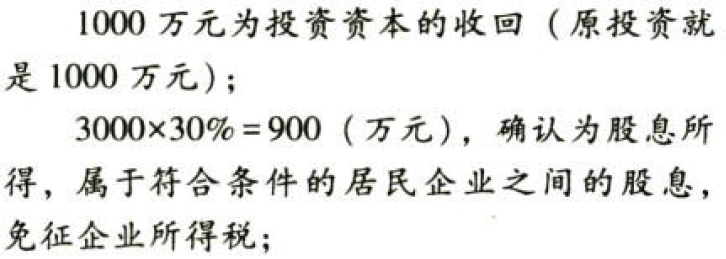 1000 万元为投资资本的收回（原投资就
是 1000 万元）；
3000×30%=900（万元），确认为股息所
得，属于符合条件的居民企业之间的股息，
免征企业所得税；